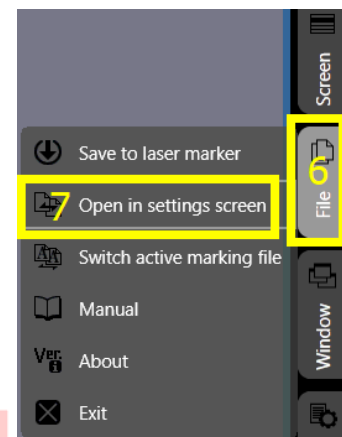 Screen
6
File
Save to laser marker
7
Open in settings screen
Switch active marking file
Manual
Window
Ver.
About
Exit